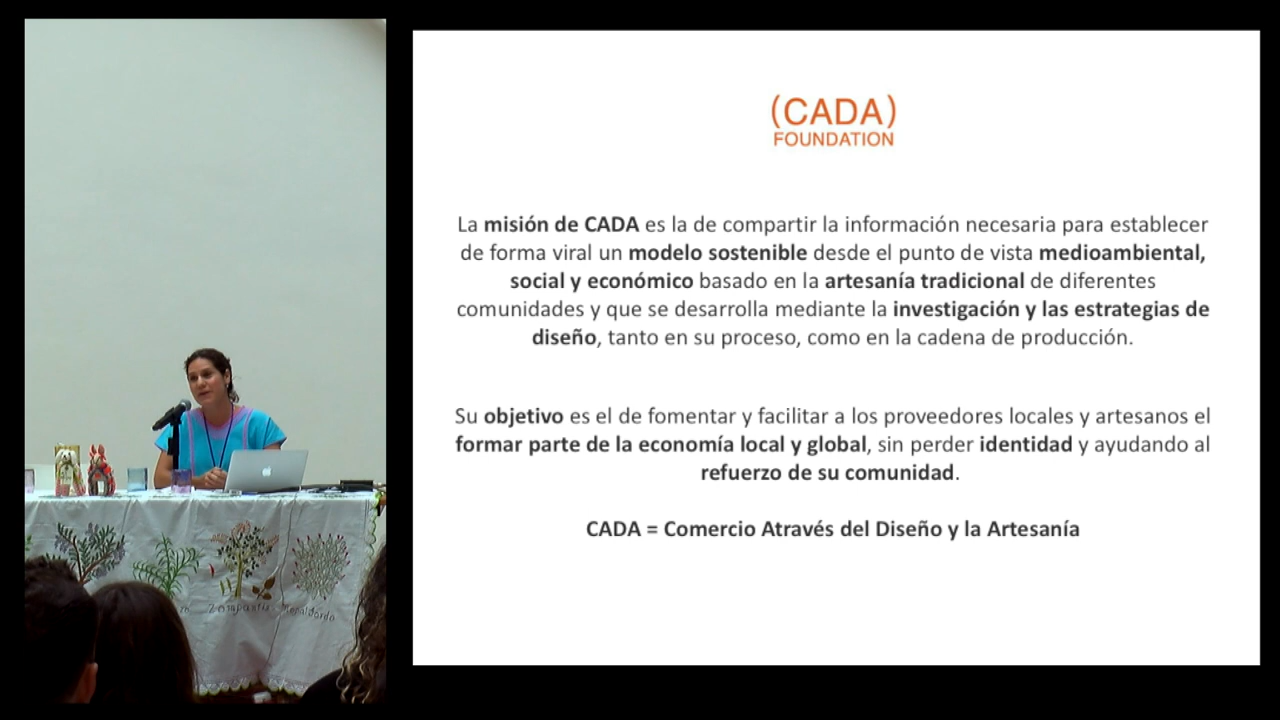 (CADA)
FOUNDATION
La misión de CADA es la de compartir la información necesaria para establecer
de forma viral un modelo sostenible desde el punto de vista medioambiental,
social y económico basado en la artesanía tradicional de diferentes
comunidades y que se desarrolla mediante la investigación y las estrategias de
diseño, tanto en su proceso, como en la cadena de producción.
Su objetivo es el de fomentar y facilitar a los proveedores locales y artesanos el
formar parte de la economía local y global, sin perder identidad y ayudando al
refuerzo de su comunidad.
CADA = Comercio Através del Diseño y la Artesanía